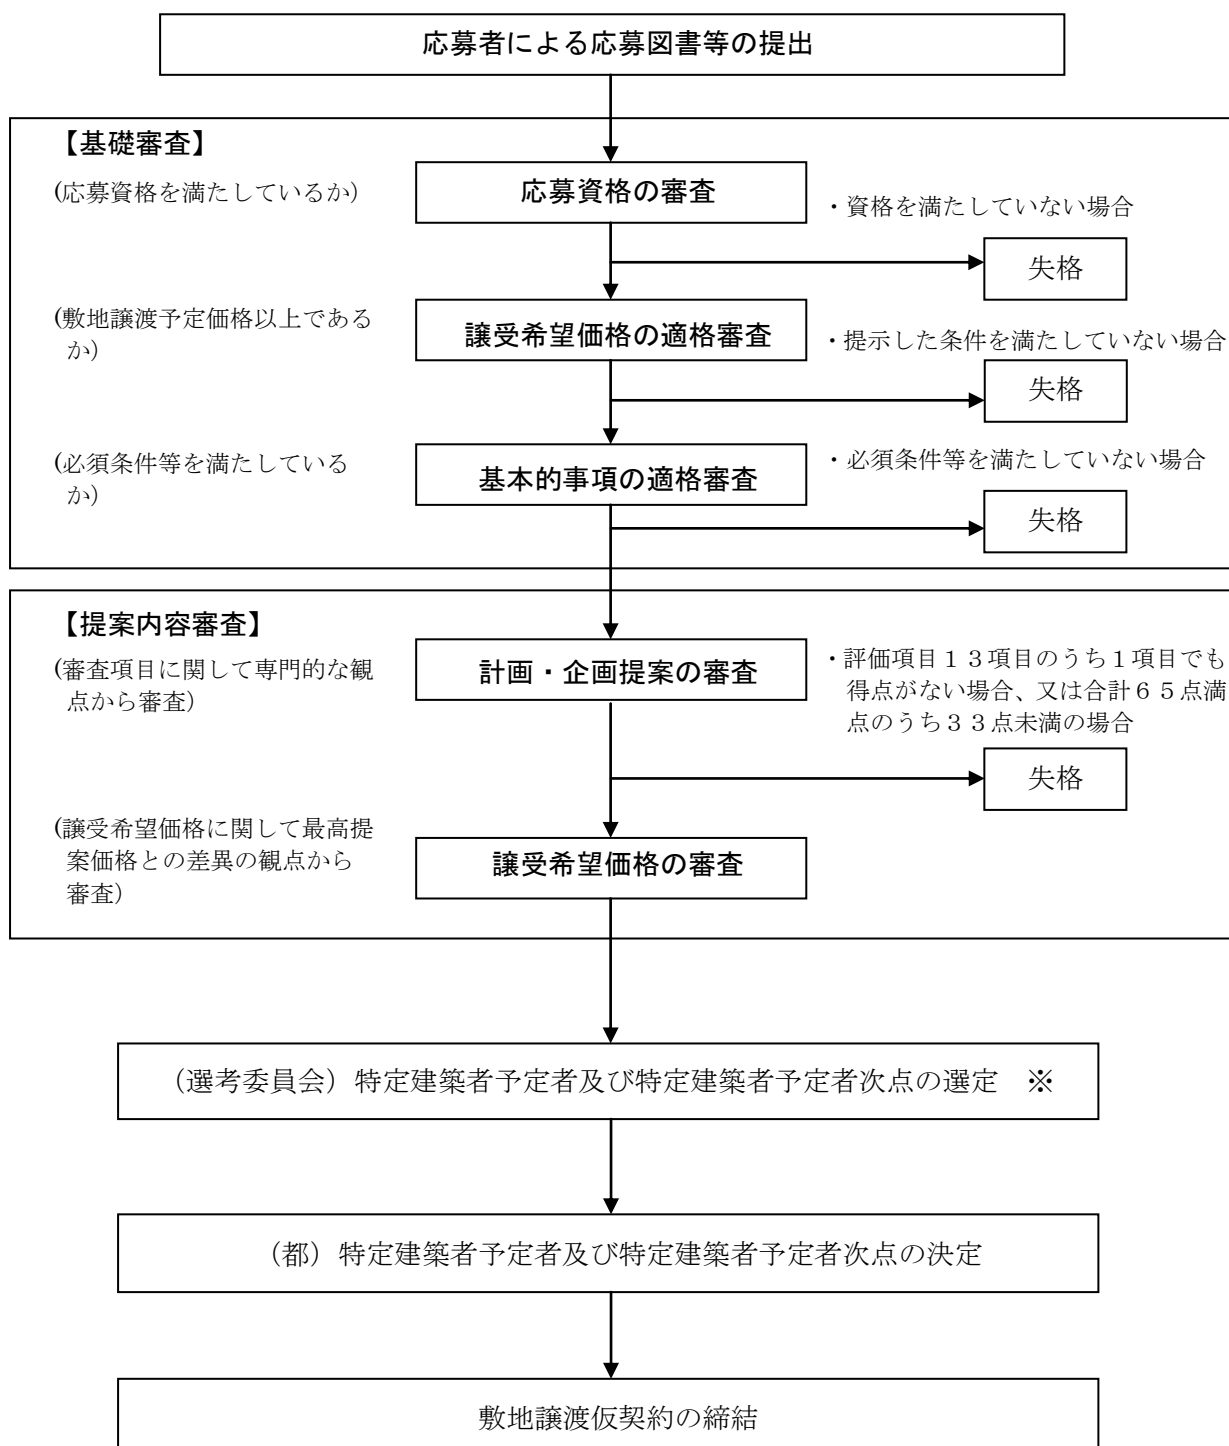 応募者による応募図書等の提出
【基礎審査】
(応募資格を満たしているか)
応募資格の審査
・資格を満たしていない場合
失格
(敷地譲渡予定価格以上である
か)
譲受希望価格の適格審査
・提示した条件を満たしていない場合
失格
(必須条件等を満たしている
か)
基本的事項の適格審査
・必須条件等を満たしていない場合
失格
【提案内容審査】
(審査項目に関して専門的な観
点から審査)
計画・企画提案の審査
・評価項目13項目のうち1項目でも
得点がない場合、又は合計65点満
点のうち33点未満の場合
失格
(譲受希望価格に関して最高提
案価格との差異の観点から
審査)
譲受希望価格の審査
(選考委員会)特定建築者予定者及び特定建築者予定者次点の選定 ※
(都)特定建築者予定者及び特定建築者予定者次点の決定
敷地譲渡仮契約の締結